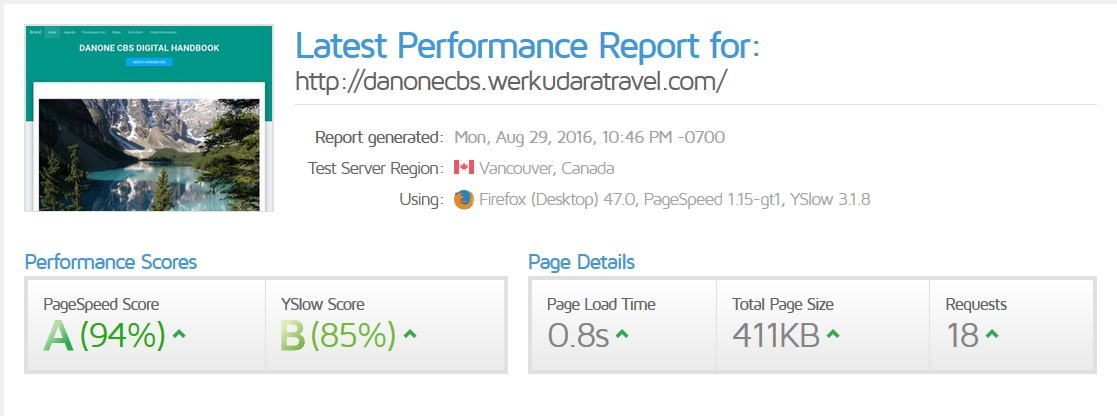 Latest Performance Report for:
http://danonecbs.werkudaratravel.com/
Brand Index Agenda Participant List Maps Do & Don't Hotel Information
DANONE CBS DIGITAL HANDBOOK
ABOUT DANONE CBS
Report generated: Mon, Aug 29, 2016, 10:46 PM -0700
Test Server Region: Vancouver, Canada
Using: Firefox (Desktop) 47.0, PageSpeed 1.15-gt1, YSlow 3.1.8
Performance Scores
PageSpeed Score YSlow Score
A (94%) B (85%)
Page Details
Page Load Time Total Page Size Requests
0.8s 411KB 18